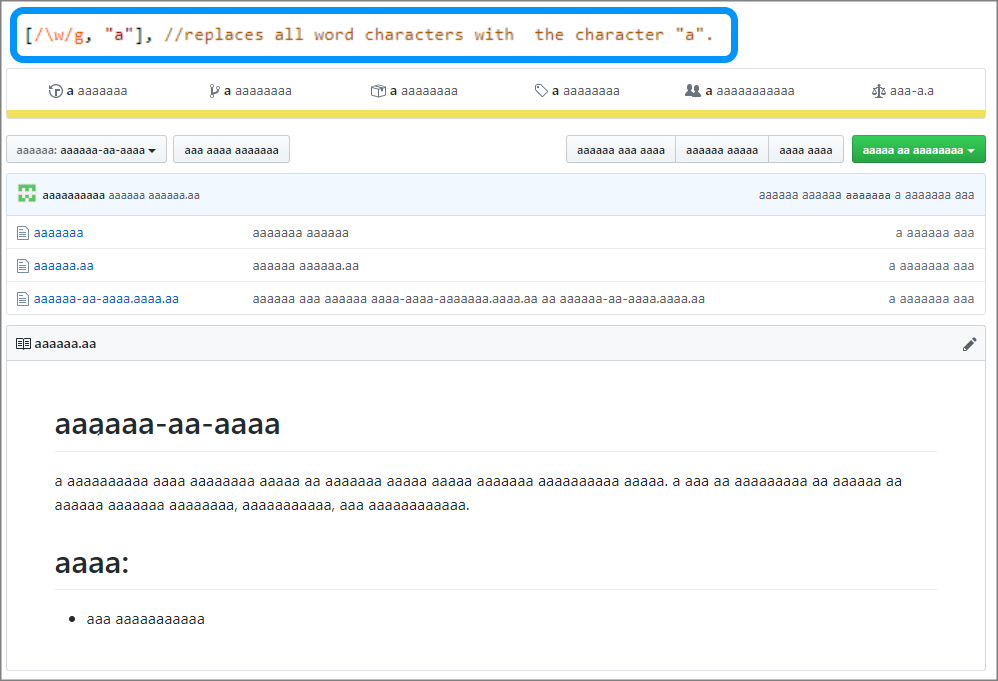 [/\w/g, "a"], //replaces all word characters with  the character "a".
a aaaaaaa a aaaaaaaa a aaaaaaaa a aaaaaaaa a aaaaaaaaaaa aaa-a.a
aaaaaa: aaaaaa-aa-aaaa aaa aaaa aaaaaaa aaaaaa aaa aaaa aaaaaa aaaaa aaaa aaaa aaaaa aa aaaaaaaa
aaaaaaaaaa aaaaaa aaaaaa.aa aaaaaa aaaaaa aaaaaaa a aaaaaaa aaa
aaaaaaa aaaaaaa aaaaaa a aaaaaa aaa
aaaaaa.aa aaaaaa aaaaaa.aa a aaaaaaa aaa
aaaaaa-aa-aaaa.aaaa.aa aaaaaa aaa aaaaaa aaaa-aaaa-aaaaaaa.aaaa.aa aa aaaaaa-aa-aaaa.aaaa.aa a aaaaaaa aaa
aaaaaa.aa
aaaaaa-aa-aaaa
a aaaaaaaaaa aaaa aaaaaaaa aaaaa aa aaaaaaa aaaaa aaaaa aaaaaaa aaaaaaaaaa aaaaa. a aaa aa aaaaaaaaa aa aaaaaa aa
aaaaaa aaaaaaa aaaaaaaa, aaaaaaaaaaa, aaa aaaaaaaaaaaa.
aaaa:
• aaa aaaaaaaaaaa